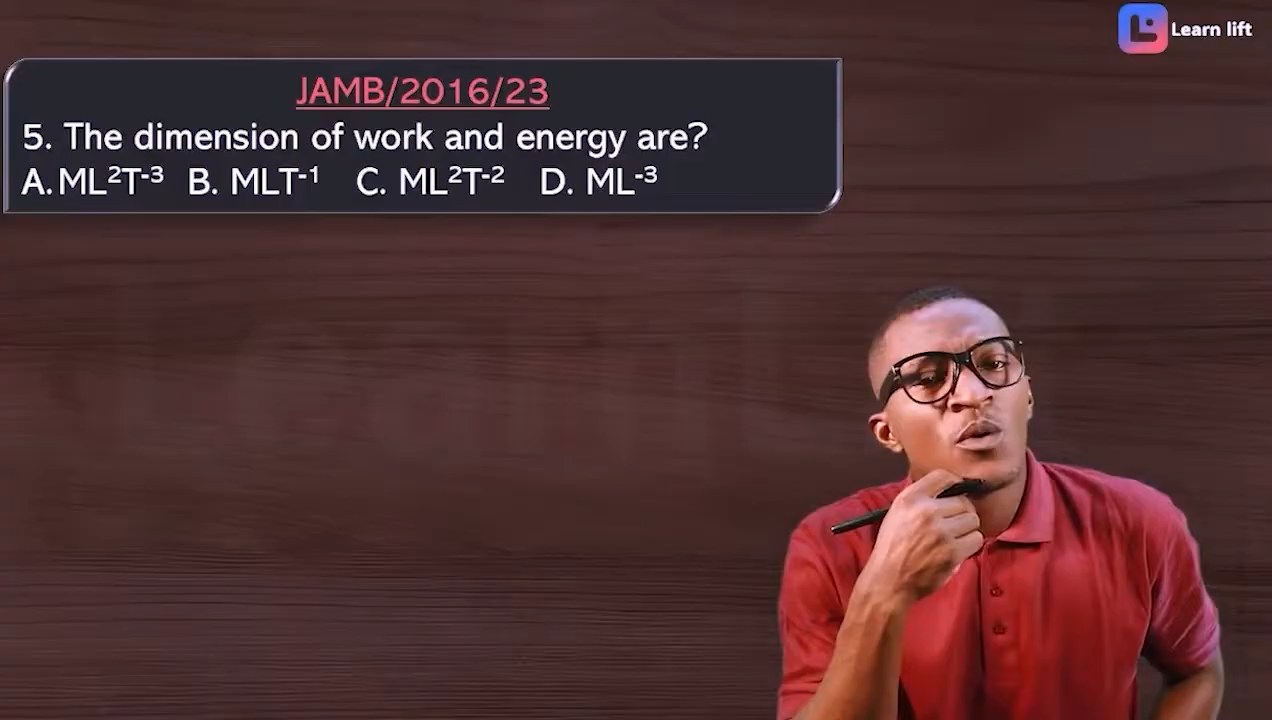 Learn lift
JAMB/2016/23
5. The dimension of work and energy are?
A. ML²T⁻³ B. MLT⁻¹ C. ML²T⁻² D. ML⁻³